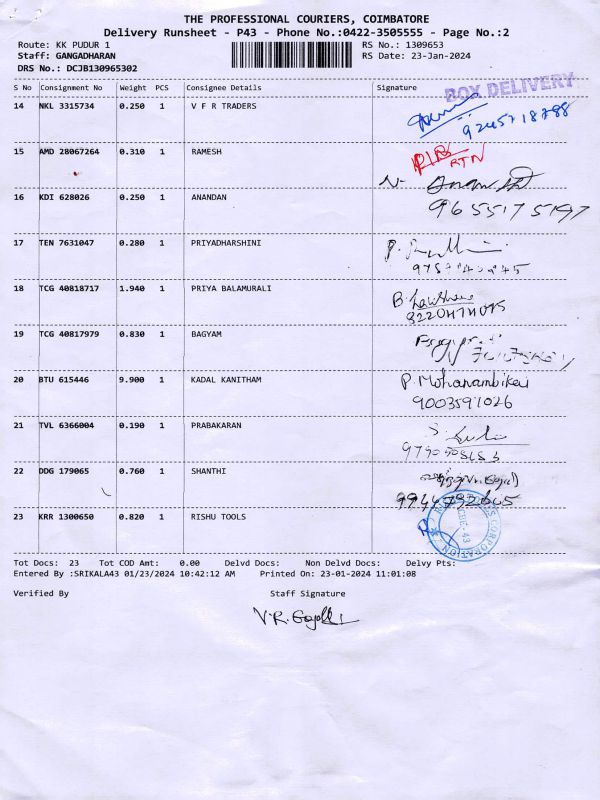 THE PROFESSIONAL COURIERS, COIMBATORE
Delivery Runsheet - P43 - Phone No.:0422-3505555 - Page No.:2
Route: KK PUDUR 1 RS No.: 1309653
Staff: GANGADHARAN RS Date: 23-Jan-2024
DRS No.: DCJB130965302
BOX DELIVERY
S No Consignment No Weight PCS Consignee Details Signature
14 NKL 3315734 0.250 1 V F R TRADERS
9245718788
15 AMD 28067264 0.310 1 RAMESH
RTN
16 KDI 628026 0.250 1 ANANDAN
9655175197
17 TEN 7631047 0.280 1 PRIYADHARSHINI
18 TCG 40818717 1.940 1 PRIYA BALAMURALI
19 TCG 40817979 0.830 1 BAGYAM
20 BTU 615446 9.900 1 KADAL KANITHAM
P. Mohanambikai
9003591026
21 TVL 6366004 0.190 1 PRABAKARAN
22 DDG 179065 0.760 1 SHANTHI
9944792605
23 KRR 1300650 0.820 1 RISHU TOOLS
Tot Docs: 23 Tot COD Amt: 0.00 Delvd Docs: Non Delvd Docs: Delvy Pts:
Entered By :SRIKALA43 01/23/2024 10:42:12 AM Printed On: 23-01-2024 11:01:08
Verified By Staff Signature